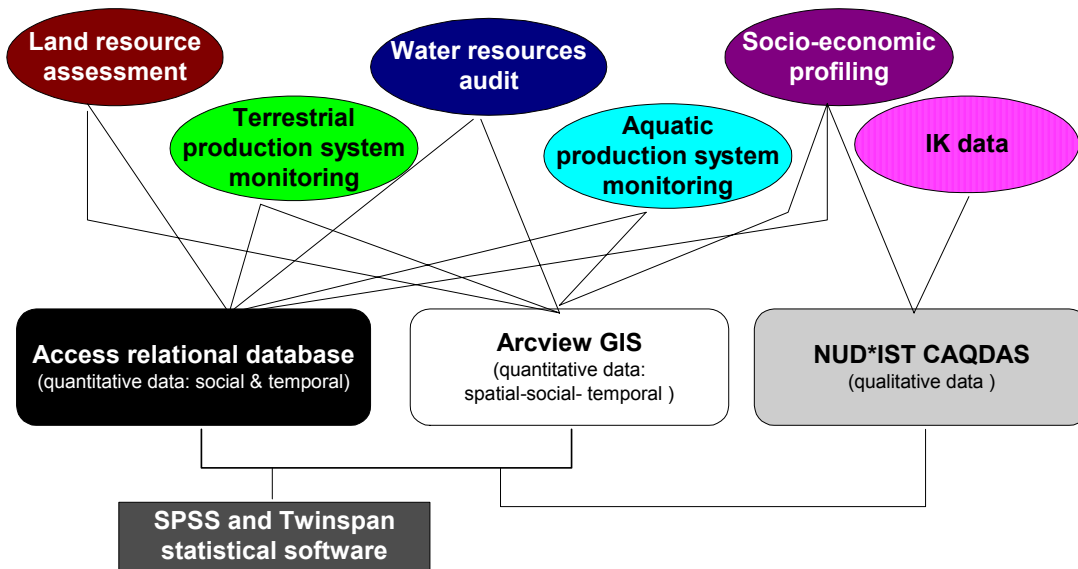 Land resource
assessment
Water resources
audit
Socio-economic
profiling
Terrestrial
production system
monitoring
Aquatic
production system
monitoring
IK data
Access relational database
(quantitative data: social & temporal)
Arcview GIS
(quantitative data:
spatial-social- temporal )
NUD*IST CAQDAS
(qualitative data )
SPSS and Twinspan
statistical software